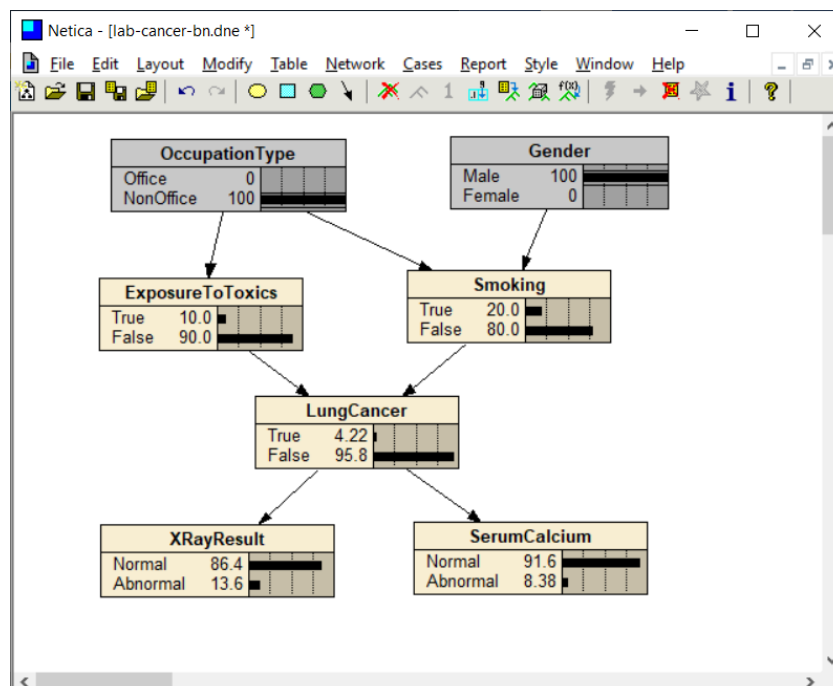 Netica - [lab-cancer-bn.dne *]
File Edit Layout Modify Table Network Cases Report Style Window Help
1 f(x) i ?
OccupationType
Office 0
NonOffice 100
Gender
Male 100
Female 0
ExposureToToxics
True 10.0
False 90.0
Smoking
True 20.0
False 80.0
LungCancer
True 4.22
False 95.8
XRayResult
Normal 86.4
Abnormal 13.6
SerumCalcium
Normal 91.6
Abnormal 8.38